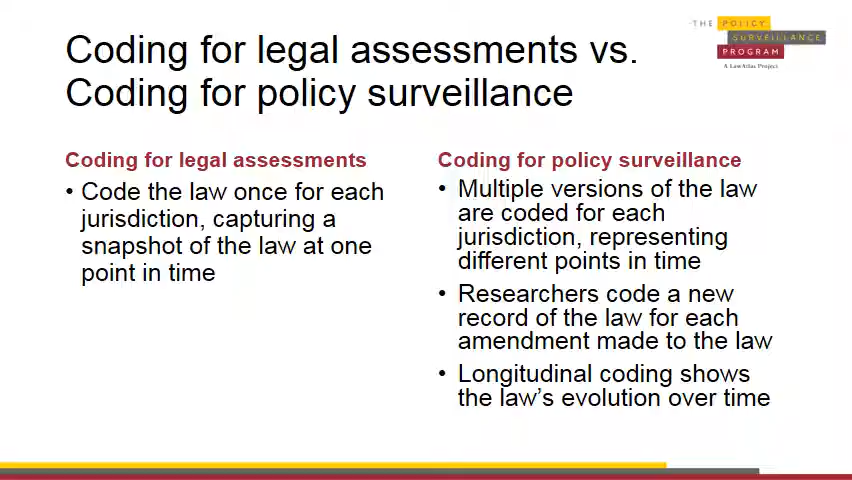 Coding for legal assessments vs.
Coding for policy surveillance
THE POLICY
SURVEILLANCE
PROGRAM
A LawAtlas Project
Coding for legal assessments
• Code the law once for each
jurisdiction, capturing a
snapshot of the law at one
point in time
Coding for policy surveillance
• Multiple versions of the law
are coded for each
jurisdiction, representing
different points in time
• Researchers code a new
record of the law for each
amendment made to the law
• Longitudinal coding shows
the law’s evolution over time